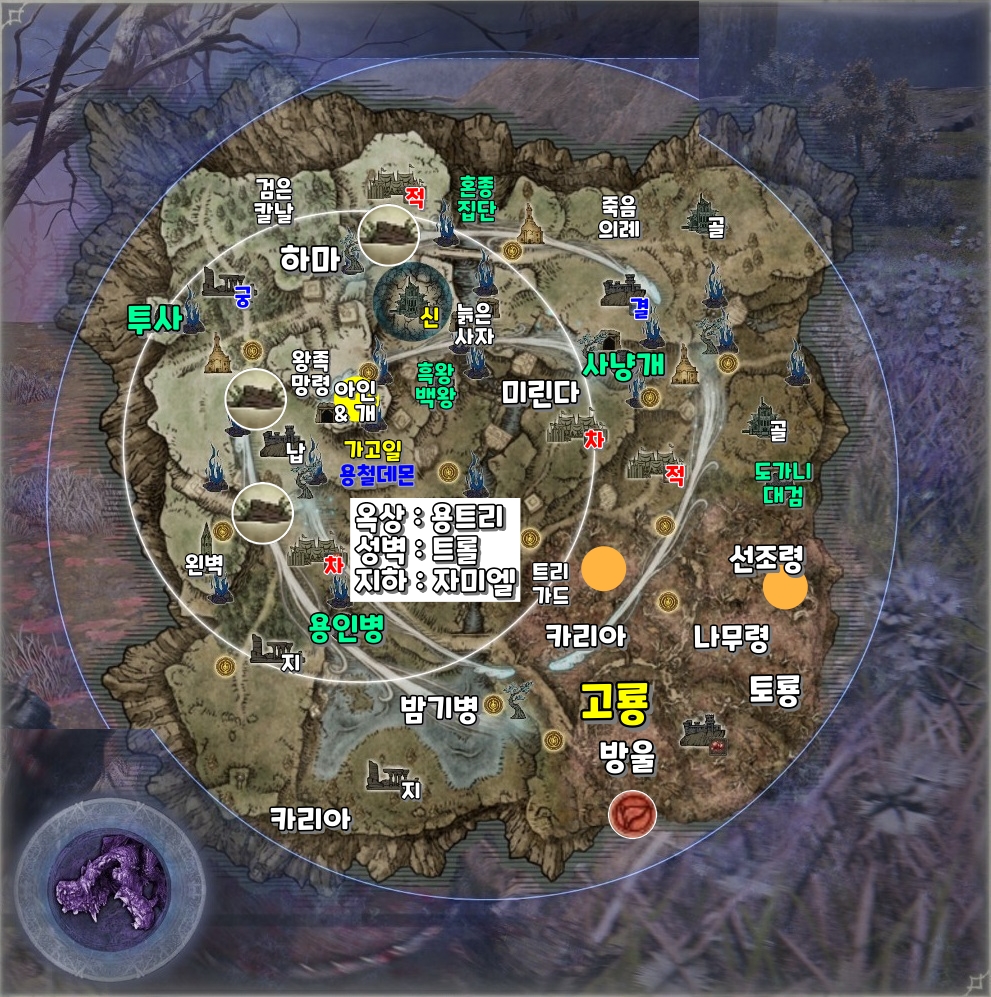 검은
칼날
적
혼종
집단
죽음
의례
골
하마
궁
신
결
투사
늙은
사자
왕족
망령
아인
& 개
흑왕
백왕
사냥개
미린다
차
골
납
가고일
용철데몬
적
도가니
대검
옥상 : 용트리
성벽 : 트롤
지하 : 자미엘
왼벽
차
트리
가드
선조령
용인병
카리아
나무령
지
밤기병
고룡
토룡
방울
지
카리아